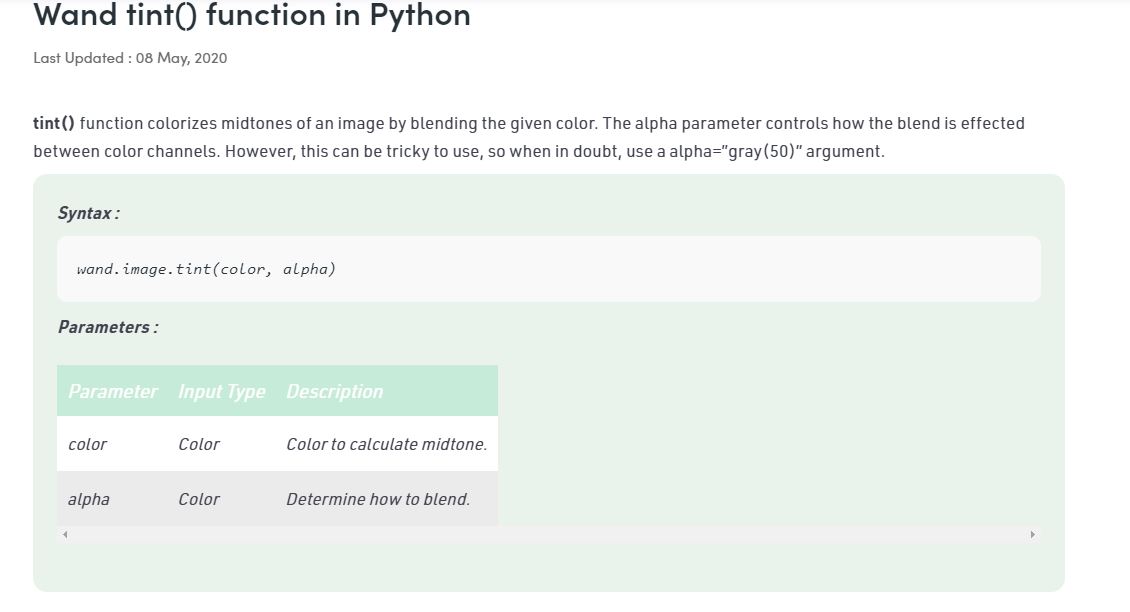 Wand tint() function in Python
Last Updated : 08 May, 2020
tint() function colorizes midtones of an image by blending the given color. The alpha parameter controls how the blend is effected
between color channels. However, this can be tricky to use, so when in doubt, use a alpha=”gray(50)” argument.
Syntax :
wand.image.tint(color, alpha)
Parameters :
Parameter Input Type Description
color Color Color to calculate midtone.
alpha Color Determine how to blend.